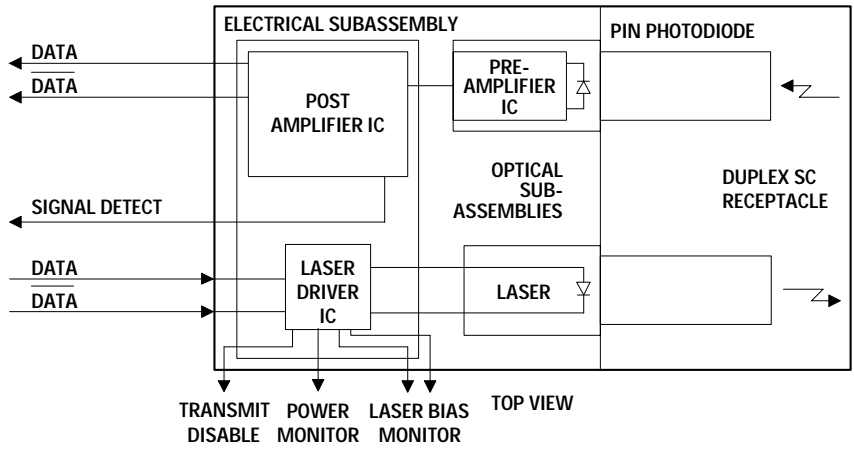 ELECTRICAL SUBASSEMBLY
PIN PHOTODIODE
DATA
DATA
PRE-
AMPLIFIER
IC
POST
AMPLIFIER IC
OPTICAL
SUB-
ASSEMBLIES
DUPLEX SC
RECEPTACLE
SIGNAL DETECT
DATA
DATA
LASER
DRIVER
IC
LASER
TRANSMIT
DISABLE
POWER
MONITOR
LASER BIAS
MONITOR
TOP VIEW